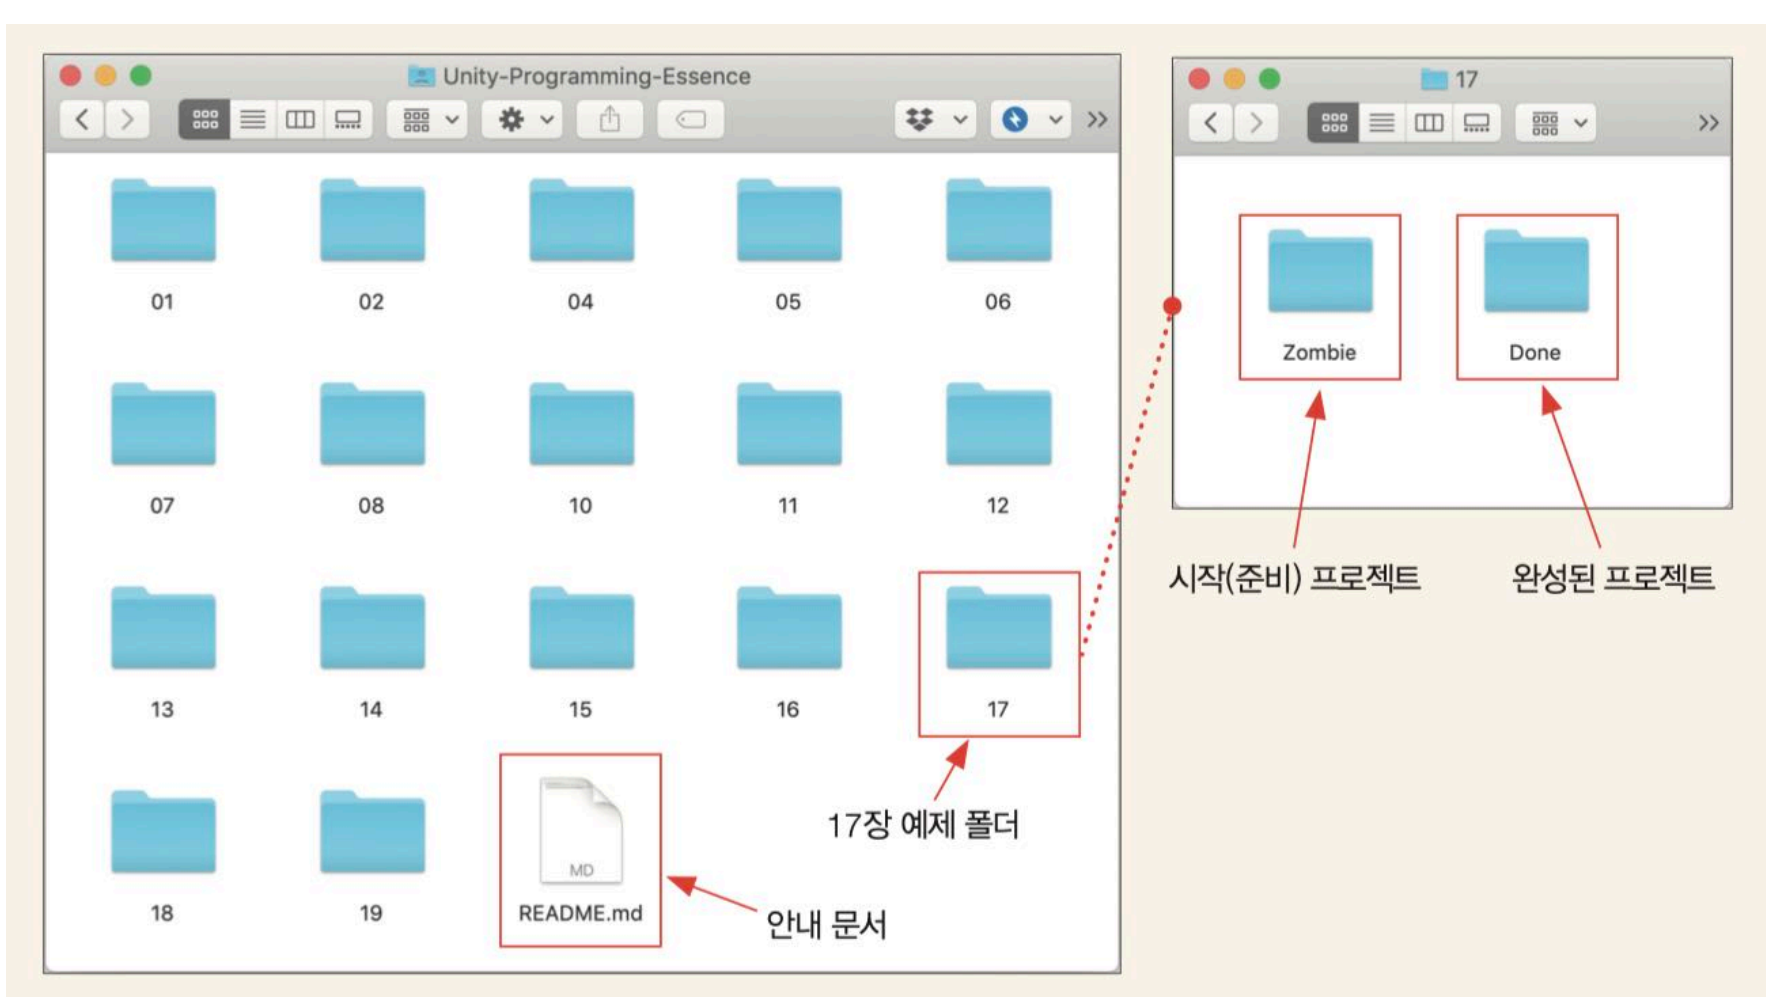 Unity-Programming-Essence
01 02 04 05 06
07 08 10 11 12
13 14 15 16 17
17장 예제 폴더
MD
18 19 README.md
안내 문서
17
Zombie Done
시작(준비) 프로젝트 완성된 프로젝트